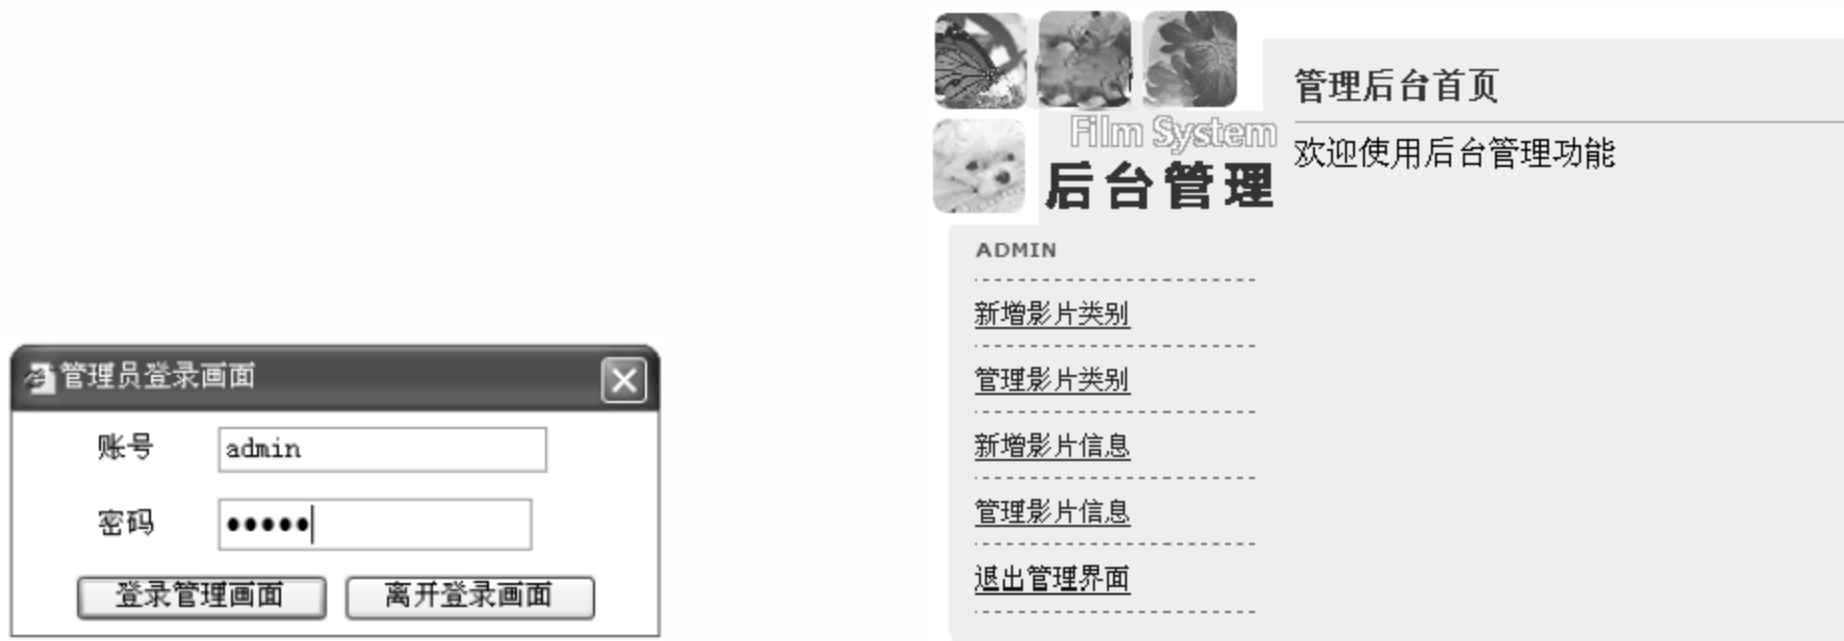 管理员登录画面
账号 admin
密码 ●●●●●
登录管理画面 离开登录画面
Film System
后台管理
ADMIN
新增影片类别
管理影片类别
新增影片信息
管理影片信息
退出管理界面
管理后台首页
欢迎使用后台管理功能